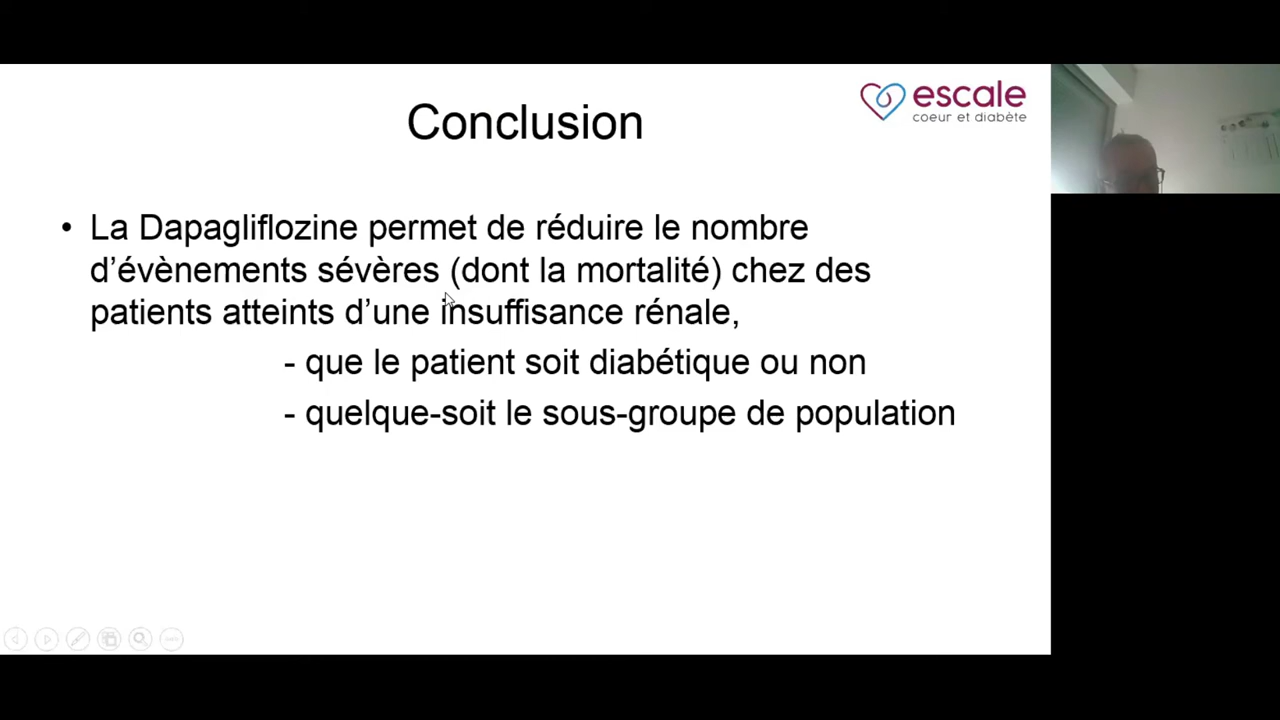 escale
coeur et diabète
Conclusion
• La Dapagliflozine permet de réduire le nombre
d’évènements sévères (dont la mortalité) chez des
patients atteints d’une insuffisance rénale,
- que le patient soit diabétique ou non
- quelque-soit le sous-groupe de population